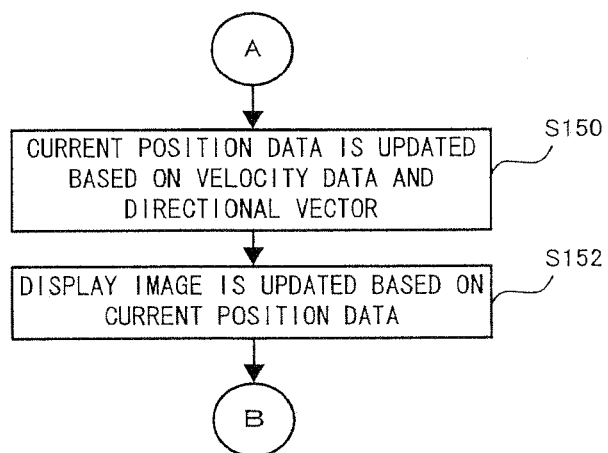 A
S150
CURRENT POSITION DATA IS UPDATED
BASED ON VELOCITY DATA AND
DIRECTIONAL VECTOR
S152
DISPLAY IMAGE IS UPDATED BASED ON
CURRENT POSITION DATA
B